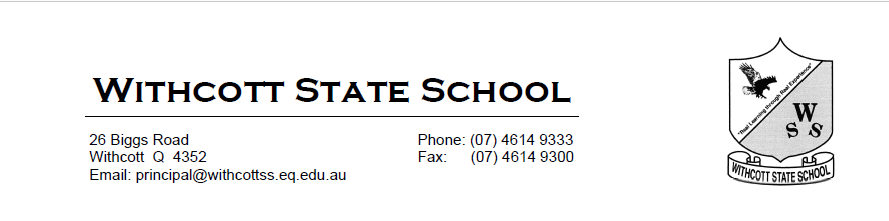 WITHCOTT STATE SCHOOL
26 Biggs Road
Withcott Q 4352
Email: principal@withcottss.eq.edu.au
Phone: (07) 4614 9333
Fax: (07) 4614 9300
"Real Learning through Real Experience"
W
S S
WITHCOTT STATE SCHOOL